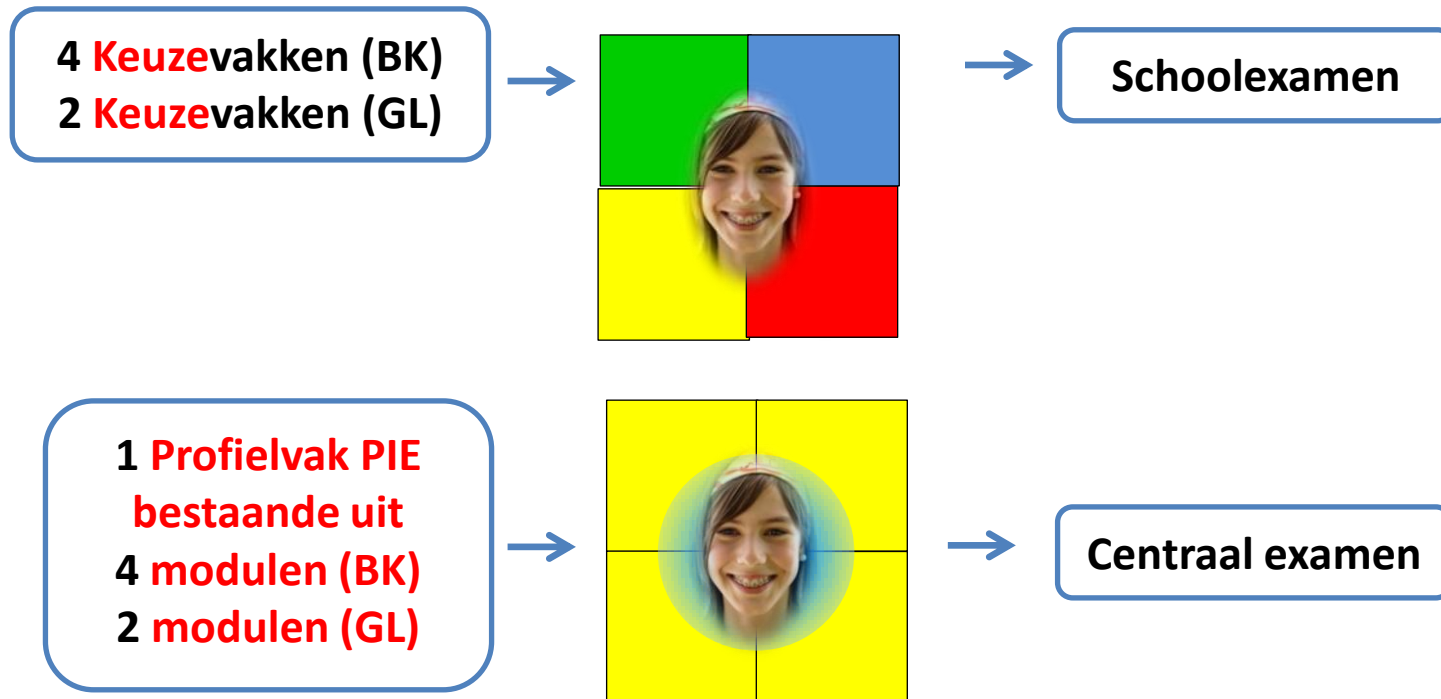 4 Keuzevakken (BK)
2 Keuzevakken (GL)
Schoolexamen
1 Profielvak PIE
bestaande uit
4 modulen (BK)
2 modulen (GL)
Centraal examen